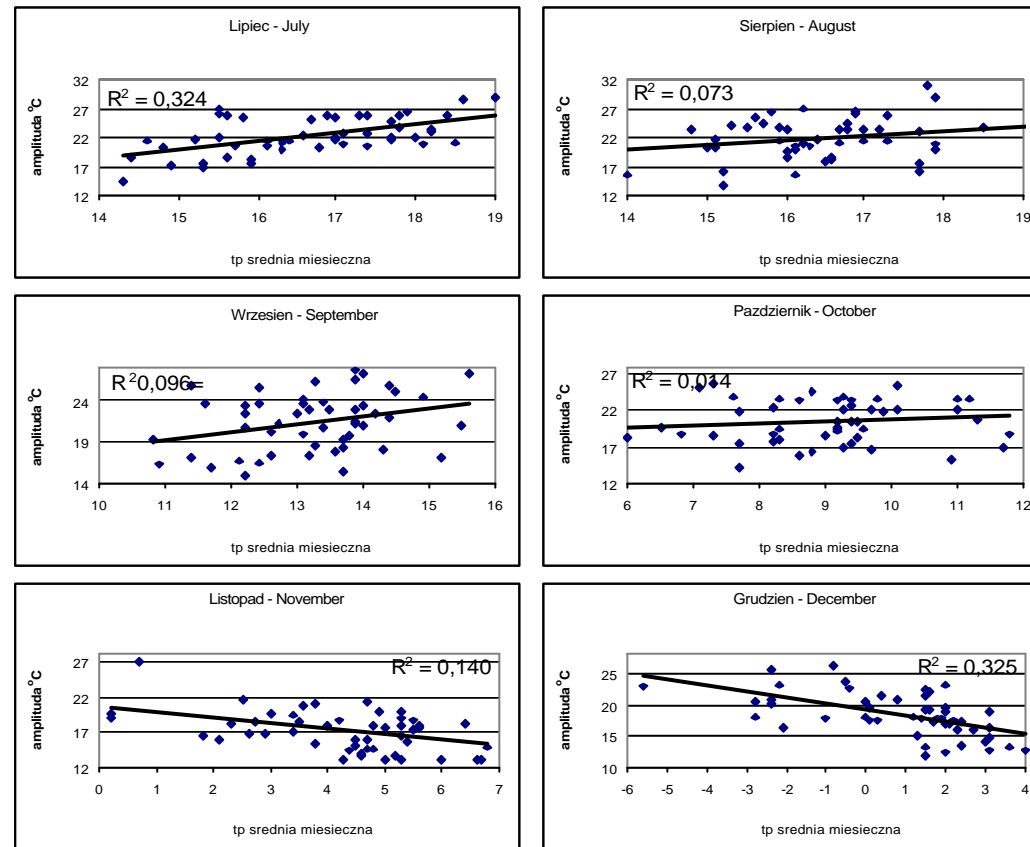 Lipiec - July
R² = 0,324
amplituda °C
32
27
22
17
12
14 15 16 17 18 19
tp srednia miesieczna
Sierpien - August
R² = 0,073
amplituda °C
32
27
22
17
12
14 15 16 17 18 19
tp srednia miesieczna
Wrzesien - September
R²0,096=
amplituda °C
24
19
14
10 11 12 13 14 15 16
tp srednia miesieczna
Pazdziernik - October
R² = 0,014
amplituda °C
27
22
17
12
6 7 8 9 10 11 12
tp srednia miesieczna
Listopad - November
R² = 0,140
amplituda °C
27
22
17
12
0 1 2 3 4 5 6 7
tp srednia miesieczna
Grudzien - December
R² = 0,325
amplituda °C
25
20
15
10
-6 -5 -4 -3 -2 -1 0 1 2 3 4
tp srednia miesieczna